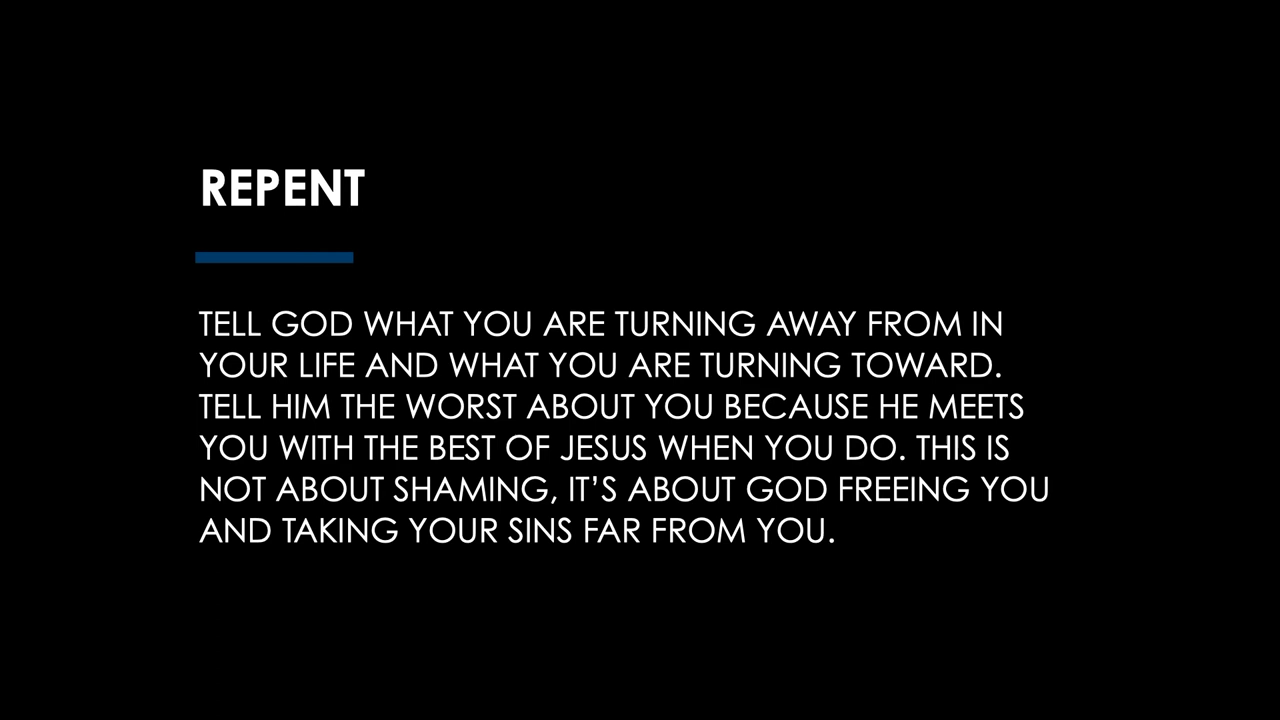 REPENT
TELL GOD WHAT YOU ARE TURNING AWAY FROM IN
YOUR LIFE AND WHAT YOU ARE TURNING TOWARD.
TELL HIM THE WORST ABOUT YOU BECAUSE HE MEETS
YOU WITH THE BEST OF JESUS WHEN YOU DO. THIS IS
NOT ABOUT SHAMING, IT’S ABOUT GOD FREEING YOU
AND TAKING YOUR SINS FAR FROM YOU.